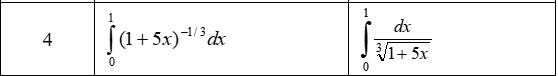 4 ∫₀¹ (1 + 5x)^{-1/3} dx ∫₀¹ dx / ∛(1 + 5x)